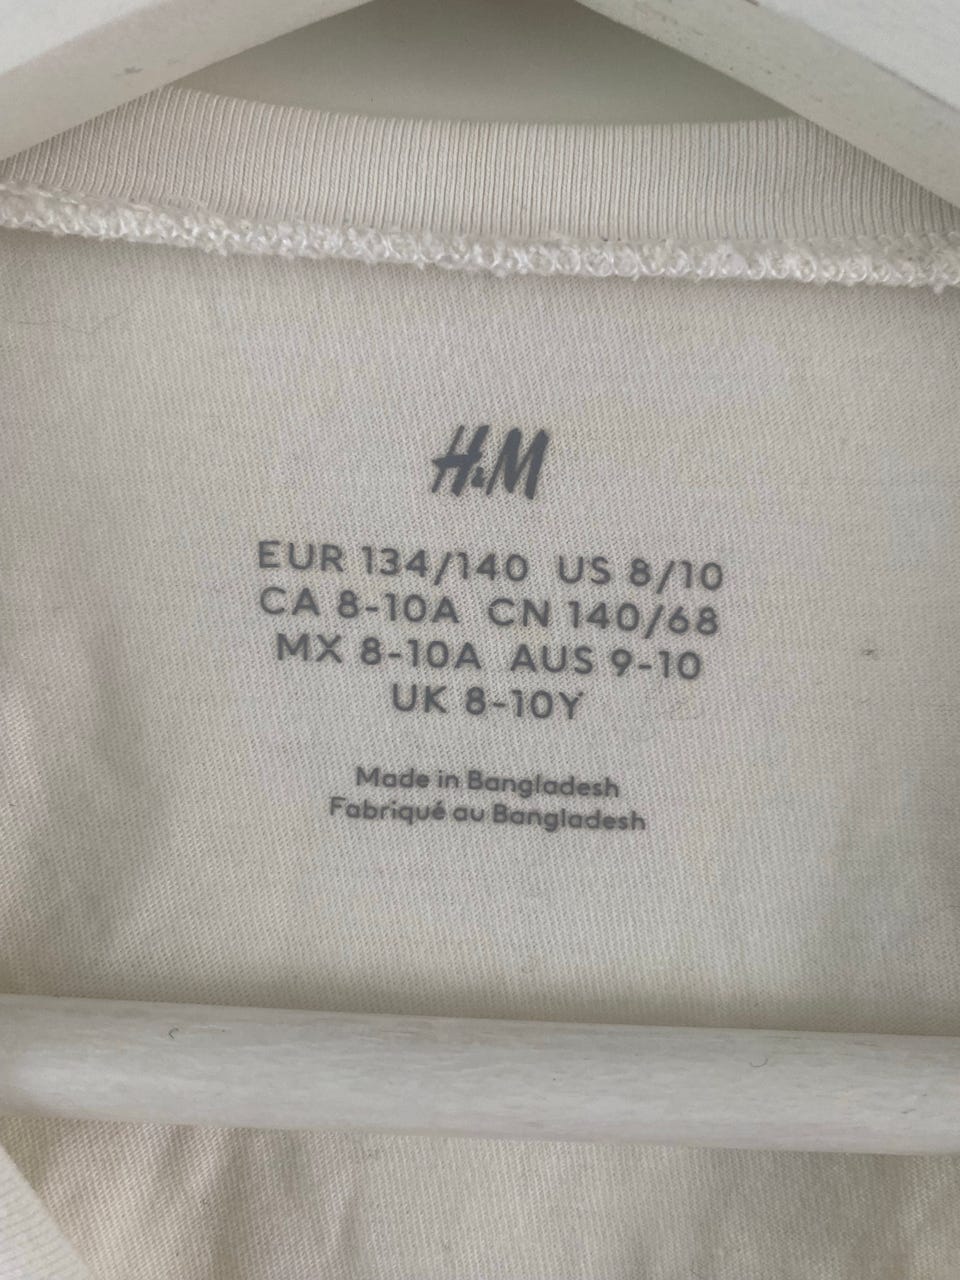 H&M
EUR 134/140 US 8/10
CA 8-10A CN 140/68
MX 8-10A AUS 9-10
UK 8-10Y
Made in Bangladesh
Fabriqué au Bangladesh